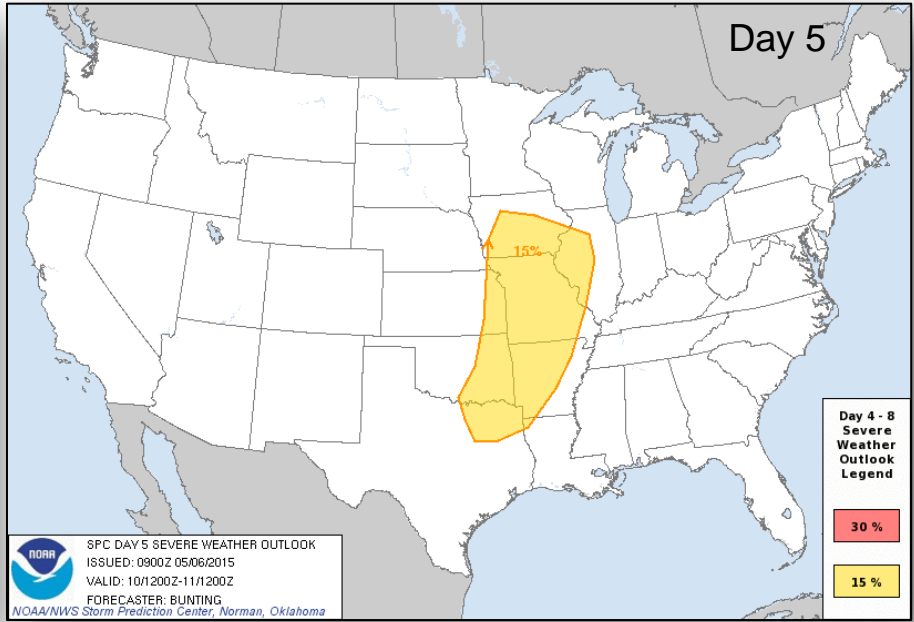 Day 5
15%
Day 4 - 8
Severe
Weather
Outlook
Legend
30 %
15 %
NOAA
SPC DAY 5 SEVERE WEATHER OUTLOOK
ISSUED: 0900Z 05/06/2015
VALID: 10/1200Z-11/1200Z
FORECASTER: BUNTING
NOAA/NWS Storm Prediction Center, Norman, Oklahoma